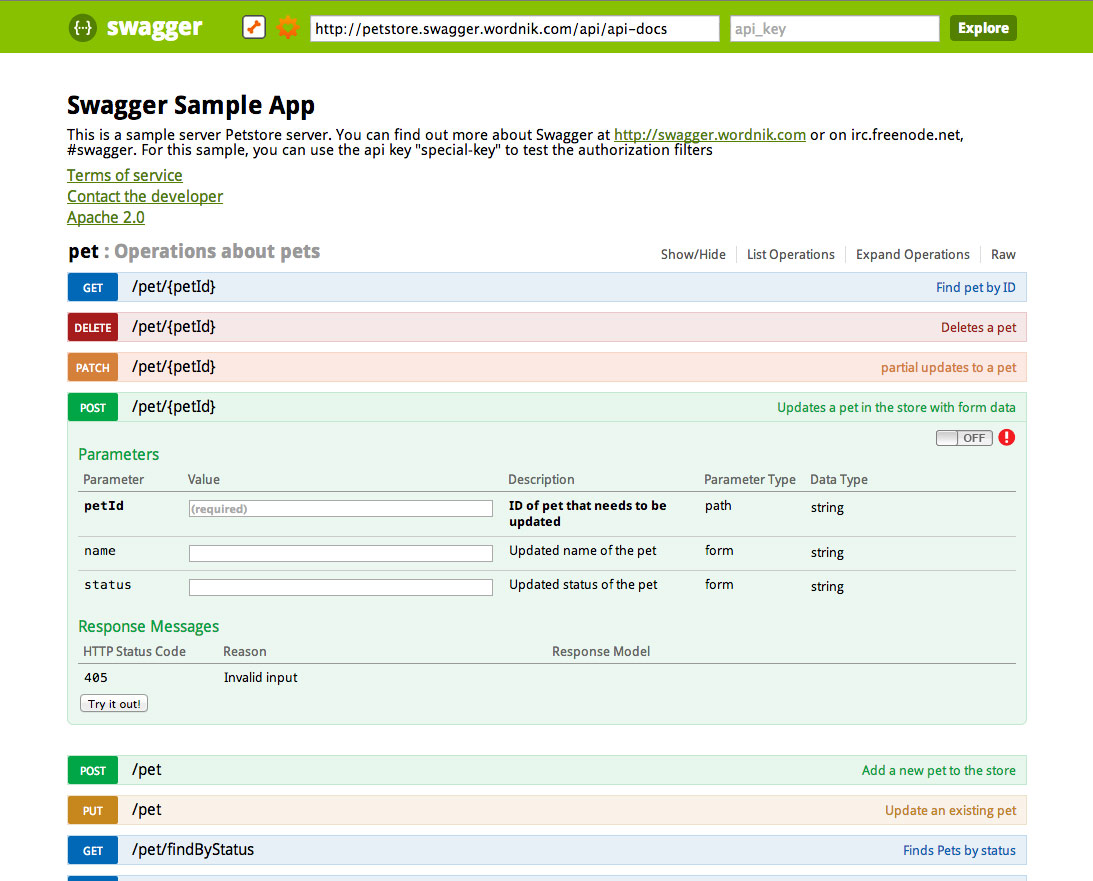 {··} swagger http://petstore.swagger.wordnik.com/api/api-docs api_key Explore
Swagger Sample App
This is a sample server Petstore server. You can find out more about Swagger at http://swagger.wordnik.com or on irc.freenode.net,
#swagger. For this sample, you can use the api key "special-key" to test the authorization filters
Terms of service
Contact the developer
Apache 2.0
pet : Operations about pets Show/Hide List Operations Expand Operations Raw
GET /pet/{petId} Find pet by ID
DELETE /pet/{petId} Deletes a pet
PATCH /pet/{petId} partial updates to a pet
POST /pet/{petId} Updates a pet in the store with form data
OFF !
Parameters
Parameter Value Description Parameter Type Data Type
petId (required) ID of pet that needs to be path string
updated
name Updated name of the pet form string
status Updated status of the pet form string
Response Messages
HTTP Status Code Reason Response Model
405 Invalid input
Try it out!
POST /pet Add a new pet to the store
PUT /pet Update an existing pet
GET /pet/findByStatus Finds Pets by status